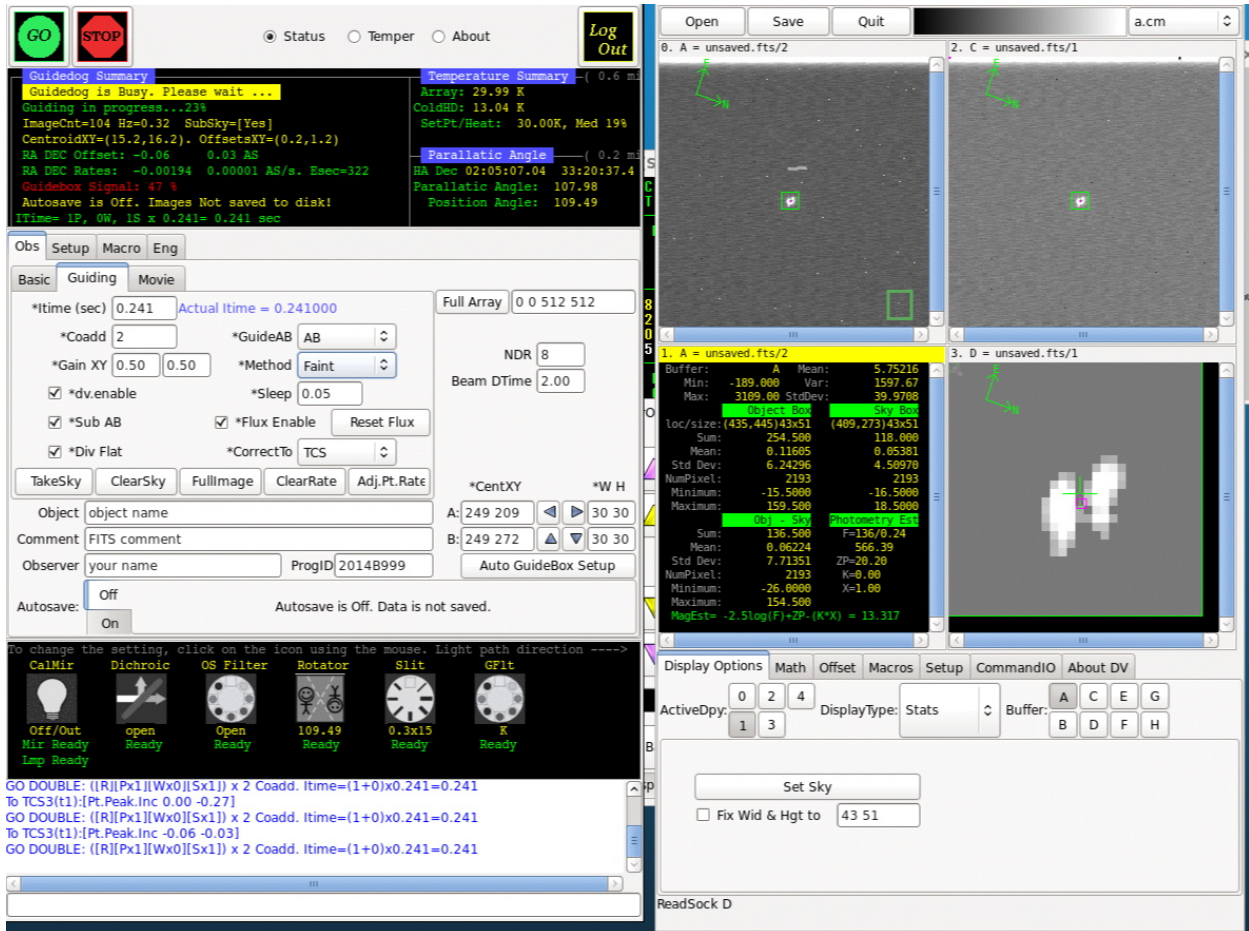 GO
STOP
Status
Temper
About
Log
Out
Guidedog Summary
Guidedog is Busy. Please wait ...
Guiding in progress...23%
ImageCnt=104 Hz=0.32 SubSky=[Yes]
CentroidXY=(15.2,16.2). OffsetsXY=(0.2,1.2)
RA DEC Offset: -0.06 0.03 AS
RA DEC Rates: -0.00194 0.00001 AS/s. Esec=322
Guidebox Signal: 47 %
Autosave is Off. Images Not saved to disk!
ITime= 1P, 0W, 1S x 0.241= 0.241 sec
Temperature Summary ( 0.6 mi
Array: 29.99 K
ColdHD: 13.04 K
SetPt/Heat: 30.00K, Med 19%
Parallatic Angle ( 0.2 mi
HA Dec 02:05:07.04 33:20:37.4
Parallatic Angle: 107.98
Position Angle: 109.49
Obs Setup Macro Eng
Basic Guiding Movie
*Itime (sec) 0.241 Actual Itime = 0.241000
*Coadd 2 *GuideAB AB
*Gain XY 0.50 0.50 *Method Faint
*dv.enable *Sleep 0.05
*Sub AB *Flux Enable Reset Flux
*Div Flat *CorrectTo TCS
TakeSky ClearSky FullImage ClearRate Adj.Pt.Rate
Full Array 0 0 512 512
NDR 8
Beam DTime 2.00
*CentXY *W H
A: 249 209 30 30
B: 249 272 30 30
Auto GuideBox Setup
Object object name
Comment FITS comment
Observer your name ProgID 2014B999
Autosave: Off
On
Autosave is Off. Data is not saved.
To change the setting, click on the icon using the mouse. Light path direction ---->
CalMir Dichroic OS Filter Rotator Slit GFlt
Off/Out open Open 109.49 0.3x15 K
Mir Ready Ready Ready Ready Ready Ready
Lmp Ready
GO DOUBLE: ([R][Px1][Wx0][Sx1]) x 2 Coadd. Itime=(1+0)x0.241=0.241
To TCS3(t1):[Pt.Peak.Inc 0.00 -0.27]
GO DOUBLE: ([R][Px1][Wx0][Sx1]) x 2 Coadd. Itime=(1+0)x0.241=0.241
To TCS3(t1):[Pt.Peak.Inc -0.06 -0.03]
GO DOUBLE: ([R][Px1][Wx0][Sx1]) x 2 Coadd. Itime=(1+0)x0.241=0.241
8
2
0
5
Open Save Quit a.cm
0. A = unsaved.fts/2
E
N
2. C = unsaved.fts/1
E
N
1. A = unsaved.fts/2
Buffer: A Mean: 5.75216
Min: -189.000 Var: 1597.67
Max: 3109.00 StdDev: 39.9708
Object Box Sky Box
loc/size:(435,445)43x51 (409,273)43x51
Sum: 254.500 118.000
Mean: 0.11605 0.05381
Std Dev: 6.24296 4.50970
NumPixel: 2193 2193
Minimum: -15.5000 -16.5000
Maximum: 159.500 18.5000
Obj - Sky Photometry Est
Sum: 136.500 F=136/0.24
Mean: 0.06224 566.39
Std Dev: 7.71351 ZP=20.20
NumPixel: 2193 K=0.00
Minimum: -26.0000 X=1.00
Maximum: 154.500
MagEst= -2.5log(F)+ZP-(K*X) = 13.317
3. D = unsaved.fts/1
E
N
Display Options Math Offset Macros Setup CommandIO About DV
ActiveDpy: 0 2 4 1 3
DisplayType: Stats
Buffer: A C E G
B D F H
Set Sky
Fix Wid & Hgt to 43 51
ReadSock D